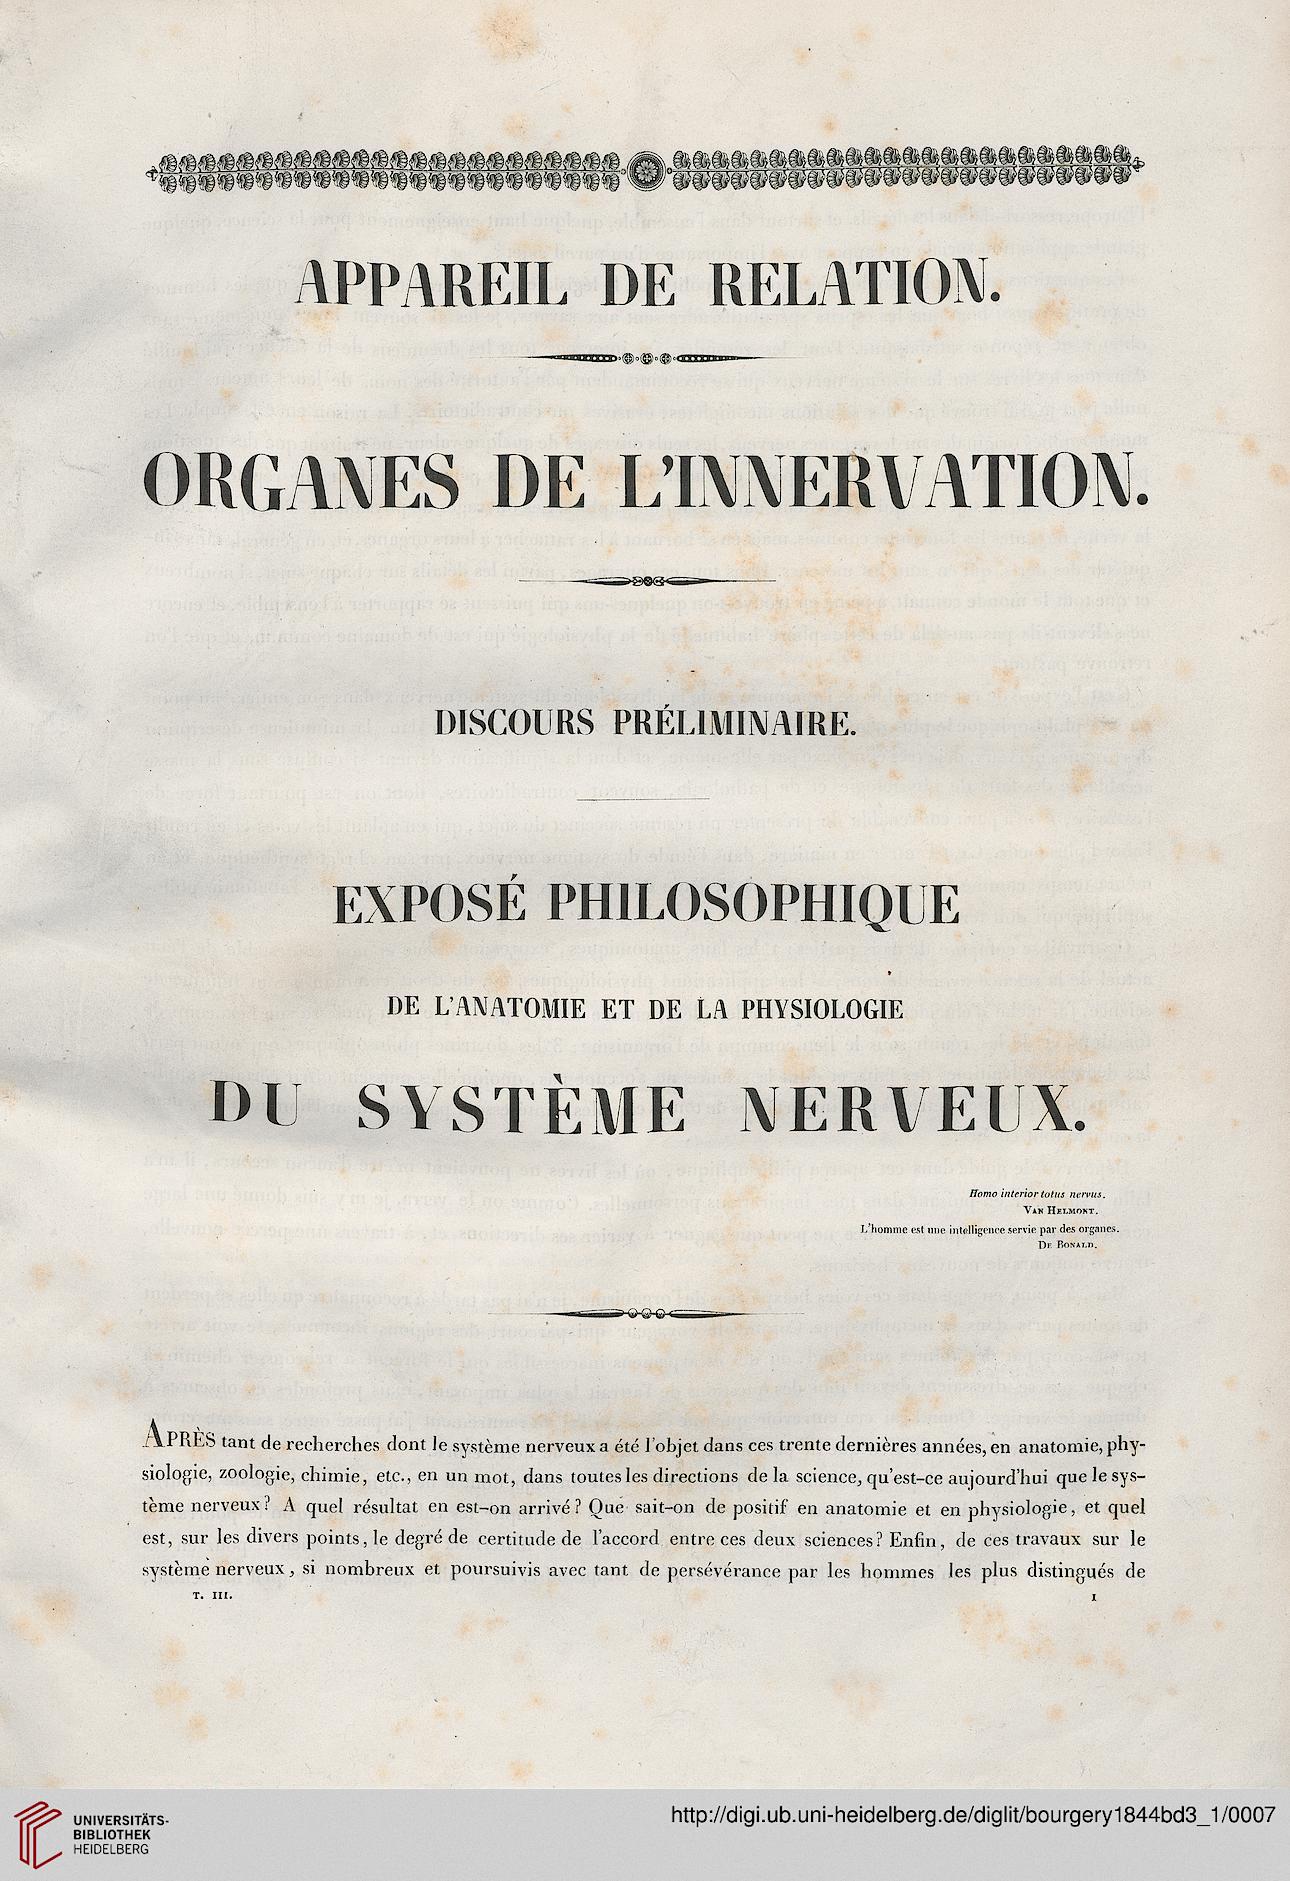 APPAREIL DE RELATION.
ORGANES DE L'INNERVATION.
DISCOURS PRÉLIMINAIRE.
EXPOSÉ PHILOSOPHIQUE
DE L'ANATOMIE ET DE LA PHYSIOLOGIE
DU SYSTÈME NERVEUX.
Homo interior totus nervus.
VAN HELMONT.
L'homme est une intelligence servie par des organes.
DE BONALD.
APRÈS tant de recherches dont le système nerveux a été l'objet dans ces trente dernières années, en anatomie, phy-
siologie, zoologie, chimie, etc., en un mot, dans toutes les directions de la science, qu'est-ce aujourd'hui que le sys-
tème nerveux? A quel résultat en est-on arrivé? Que sait-on de positif en anatomie et en physiologie, et quel
est, sur les divers points, le degré de certitude de l'accord entre ces deux sciences? Enfin, de ces travaux sur le
système nerveux, si nombreux et poursuivis avec tant de persévérance par les hommes les plus distingués de
T. III. 1
UNIVERSITÄTS-
BIBLIOTHEK
HEIDELBERG
http://digi.ub.uni-heidelberg.de/diglit/bourgery1844bd3_1/0007